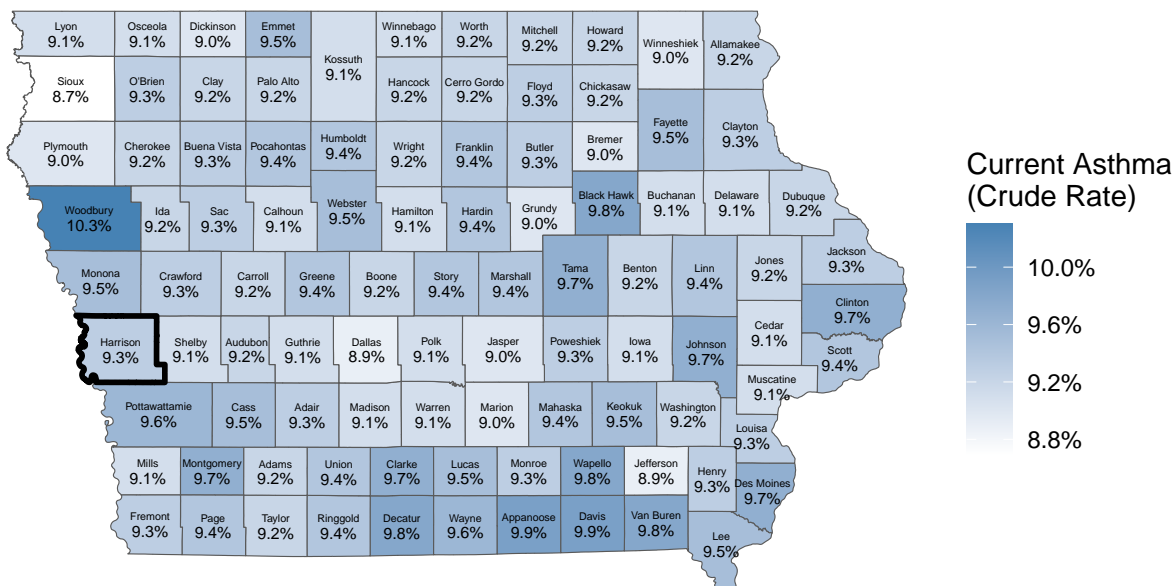 Lyon
9.1%
Osceola
9.1%
Dickinson
9.0%
Emmet
9.5%
Kossuth
9.1%
Winnebago
9.1%
Worth
9.2%
Mitchell
9.2%
Howard
9.2%
Winneshiek
9.0%
Allamakee
9.2%
Sioux
8.7%
O'Brien
9.3%
Clay
9.2%
Palo Alto
9.2%
Hancock
9.2%
Cerro Gordo
9.2%
Floyd
9.3%
Chickasaw
9.2%
Fayette
9.5%
Clayton
9.3%
Plymouth
9.0%
Cherokee
9.2%
Buena Vista
9.3%
Pocahontas
9.4%
Humboldt
9.4%
Wright
9.2%
Franklin
9.4%
Butler
9.3%
Bremer
9.0%
Woodbury
10.3%
Ida
9.2%
Sac
9.3%
Calhoun
9.1%
Webster
9.5%
Hamilton
9.1%
Hardin
9.4%
Grundy
9.0%
Black Hawk
9.8%
Buchanan
9.1%
Delaware
9.1%
Dubuque
9.2%
Monona
9.5%
Crawford
9.3%
Carroll
9.2%
Greene
9.4%
Boone
9.2%
Story
9.4%
Marshall
9.4%
Tama
9.7%
Benton
9.2%
Linn
9.4%
Jones
9.2%
Jackson
9.3%
Clinton
9.7%
Harrison
9.3%
Shelby
9.1%
Audubon
9.2%
Guthrie
9.1%
Dallas
8.9%
Polk
9.1%
Jasper
9.0%
Poweshiek
9.3%
Iowa
9.1%
Johnson
9.7%
Cedar
9.1%
Scott
9.4%
Muscatine
9.1%
Pottawattamie
9.6%
Cass
9.5%
Adair
9.3%
Madison
9.1%
Warren
9.1%
Marion
9.0%
Mahaska
9.4%
Keokuk
9.5%
Washington
9.2%
Louisa
9.3%
Mills
9.1%
Montgomery
9.7%
Adams
9.2%
Union
9.4%
Clarke
9.7%
Lucas
9.5%
Monroe
9.3%
Wapello
9.8%
Jefferson
8.9%
Henry
9.3%
Des Moines
9.7%
Fremont
9.3%
Page
9.4%
Taylor
9.2%
Ringgold
9.4%
Decatur
9.8%
Wayne
9.6%
Appanoose
9.9%
Davis
9.9%
Van Buren
9.8%
Lee
9.5%
Current Asthma
(Crude Rate)
10.0%
9.6%
9.2%
8.8%